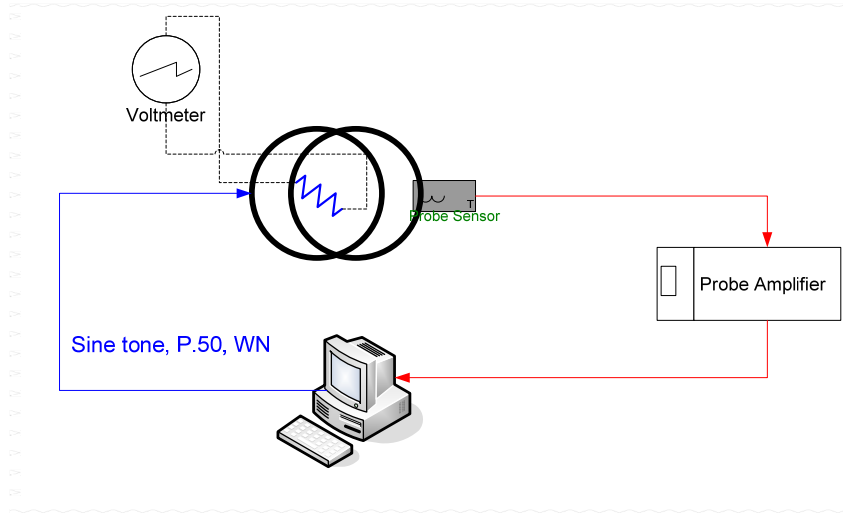 Voltmeter
T
Probe Sensor
Probe Amplifier
Sine tone, P.50, WN